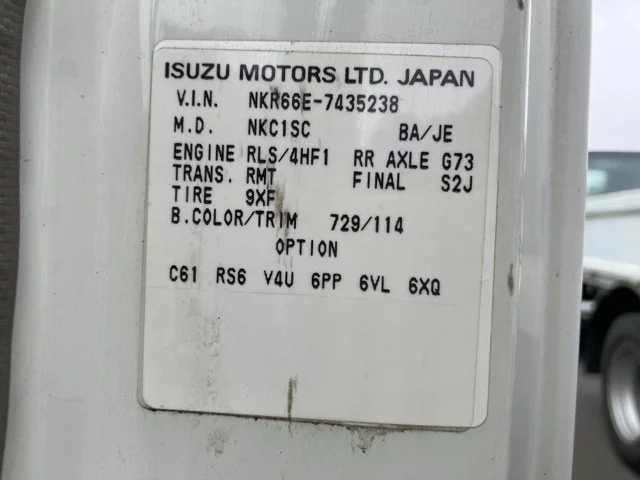 ISUZU MOTORS LTD. JAPAN
V.I.N. NKR66E-7435238
M.D. NKC1SC BA/JE
ENGINE RLS/4HF1 RR AXLE G73
TRANS. RMT FINAL S2J
TIRE 9XF
B.COLOR/TRIM 729/114
OPTION
C61 RS6 V4U 6PP 6VL 6XQ